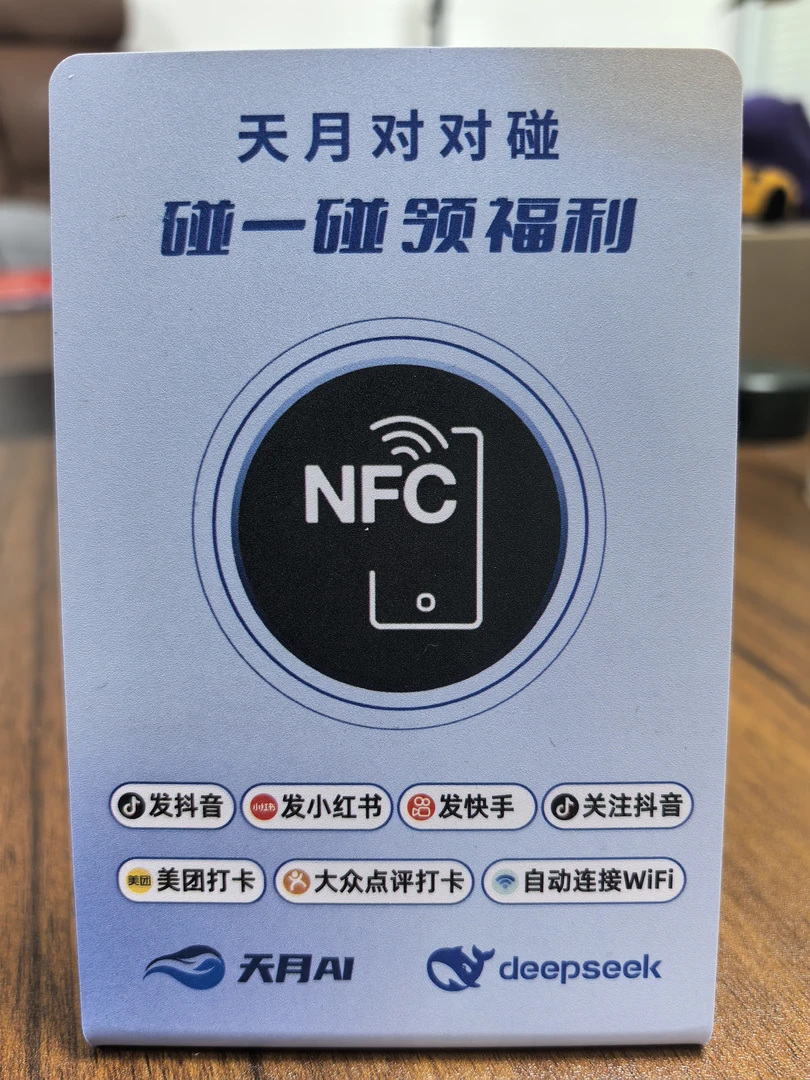 天月对对碰
碰一碰领福利
NFC
发抖音 小红书 发小红书 发快手 关注抖音
美团 美团打卡 大众点评打卡 自动连接WiFi
天月AI deepseek